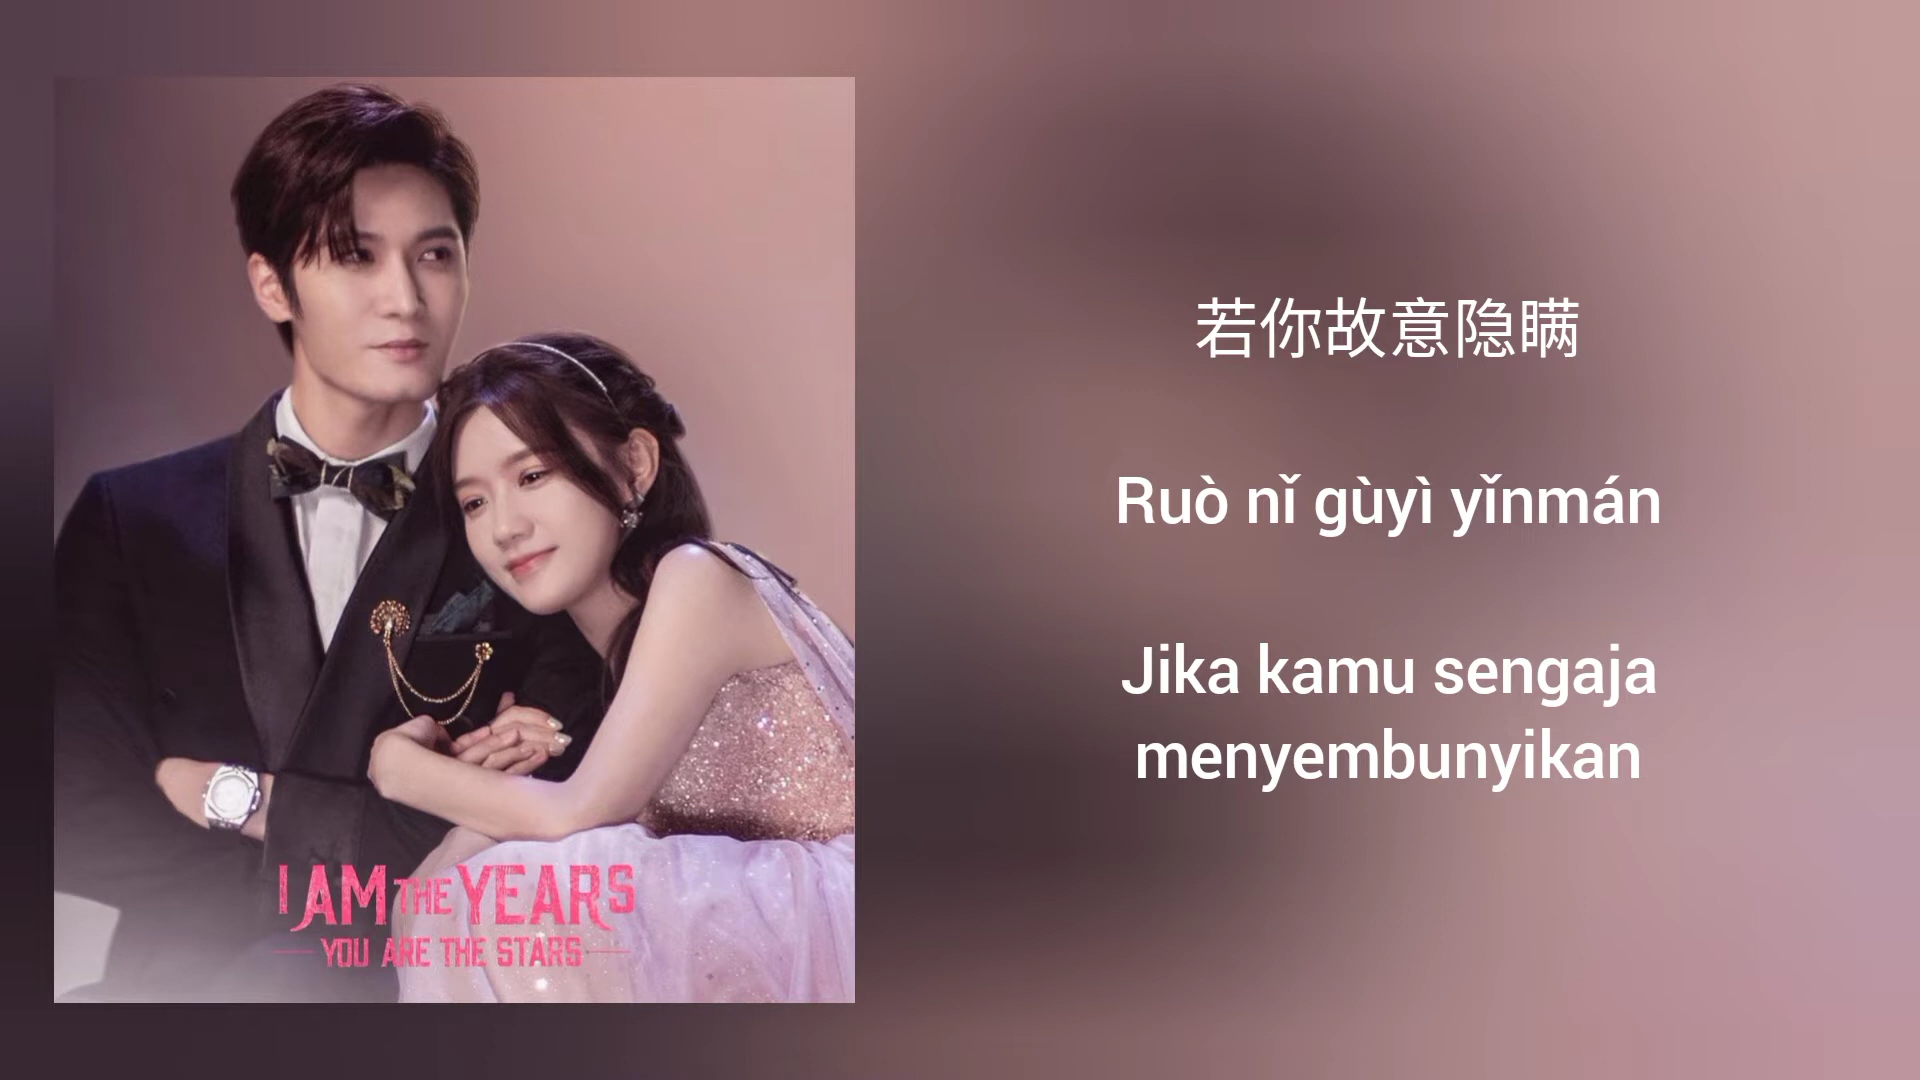 I AM THE YEARS
YOU ARE THE STARS
若你故意隐瞒
Ruò nǐ gùyì yǐnmán
Jika kamu sengaja
menyembunyikan